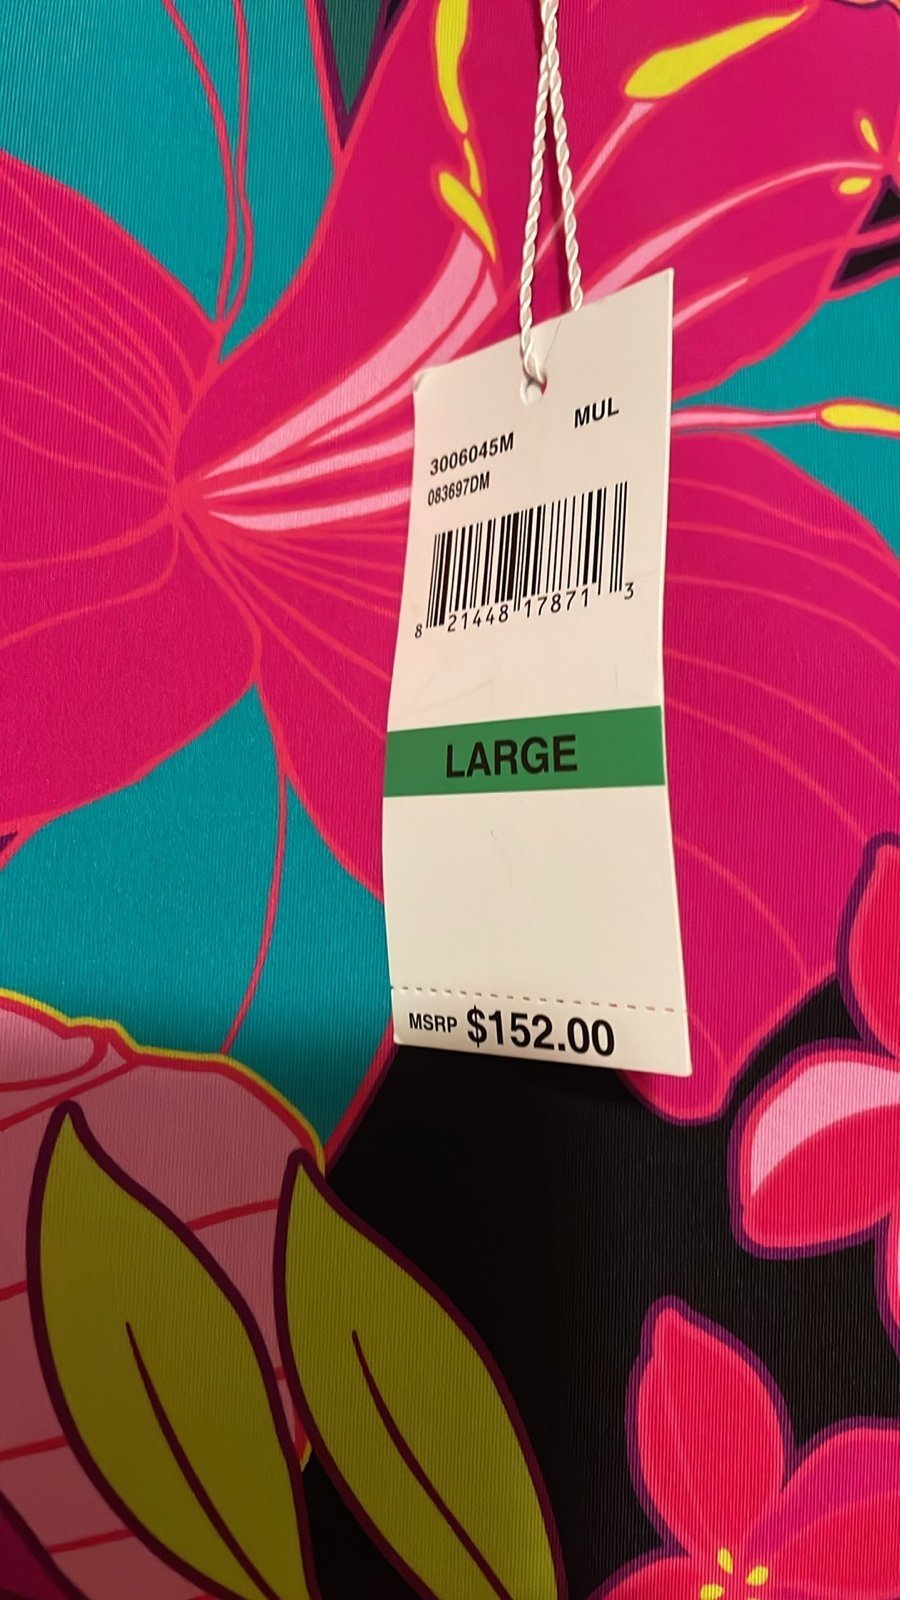 MUL
3006045M
083697DM
8 21448 17871 3
LARGE
MSRP $152.00